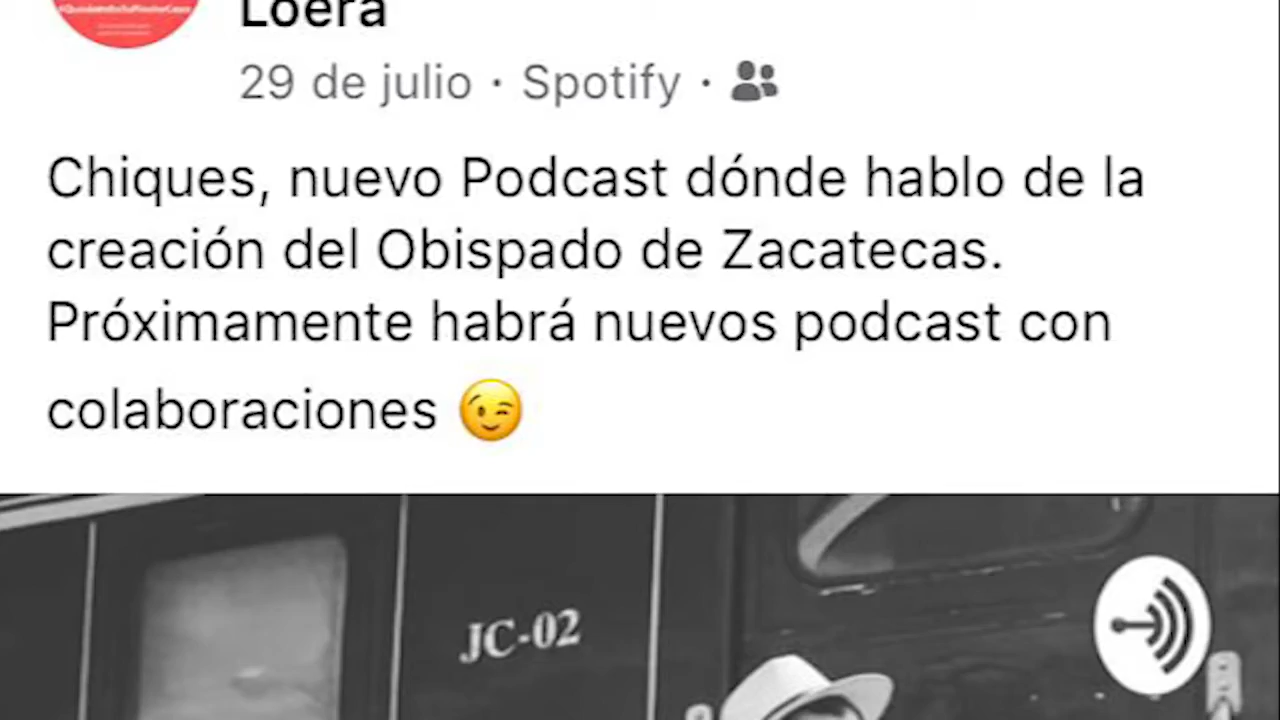 Loera
29 de julio · Spotify ·
Chiques, nuevo Podcast dónde hablo de la
creación del Obispado de Zacatecas.
Próximamente habrá nuevos podcast con
colaboraciones 😉
JC-02